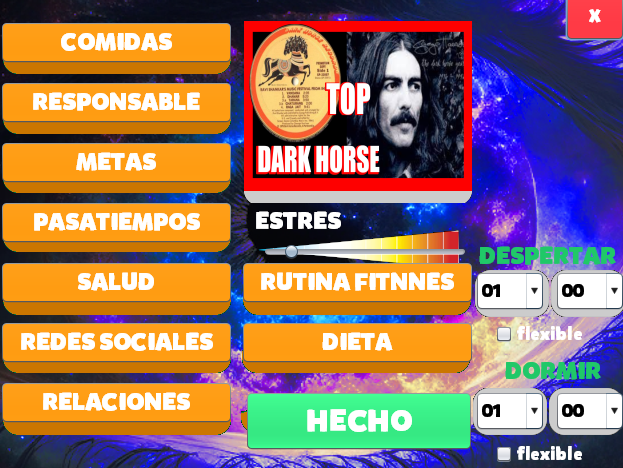 X
COMIDAS
RESPONSABLE
METAS
PASATIEMPOS
SALUD
REDES SOCIALES
RELACIONES
TOP
DARK HORSE
ESTRES
RUTINA FITNNES
DIETA
HECHO
DESPERTAR
01 00
flexible
DORMIR
01 00
flexible